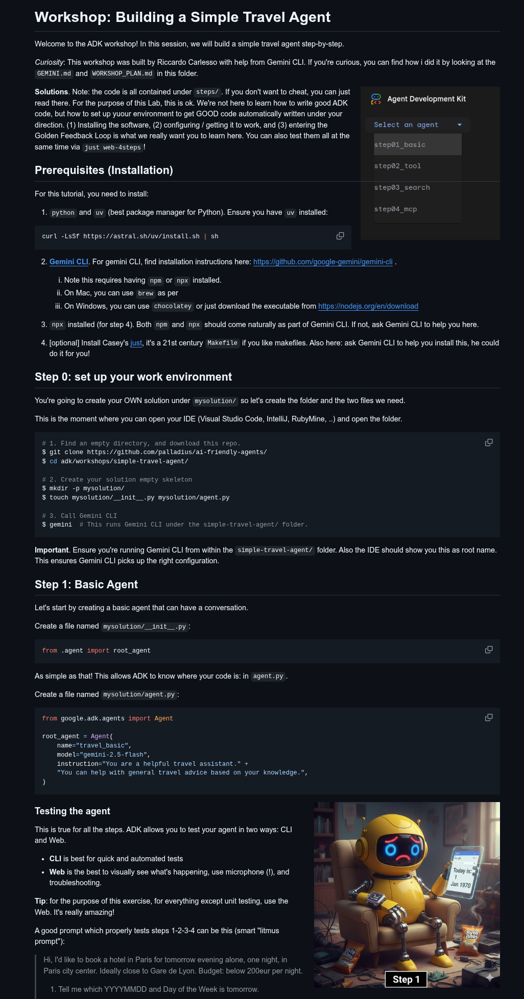 Workshop: Building a Simple Travel Agent
Welcome to the ADK workshop! In this session, we will build a simple travel agent step-by-step.
Curiosity: This workshop was built by Riccardo Carlesso with help from Gemini CLI. If you're curious, you can find how i did it by looking at the
GEMINI.md and WORKSHOP_PLAN.md in this folder.
Solutions. Note: the code is all contained under steps/ . If you don't want to cheat, you can just
read there. For the purpose of this Lab, this is ok. We're not here to learn how to write good ADK
code, but how to set up yuour environment to get GOOD code automatically written under your
direction. (1) Installing the software, (2) configuring / getting it to work, and (3) entering the
Golden Feedback Loop is what we really want you to learn here. You can also test them all at the
same time via just web-4steps !
Agent Development Kit
Select an agent
step01_basic
step02_tool
step03_search
step04_mcp
Prerequisites (Installation)
For this tutorial, you need to install:
1. python and uv (best package manager for Python). Ensure you have uv installed:
curl -LsSf https://astral.sh/uv/install.sh | sh
2. Gemini CLI. For gemini CLI, find installation instructions here: https://github.com/google-gemini/gemini-cli .
i. Note this requires having npm or npx installed.
ii. On Mac, you can use brew as per
iii. On Windows, you can use chocolatey or just download the executable from https://nodejs.org/en/download
3. npx installed (for step 4). Both npm and npx should come naturally as part of Gemini CLI. If not, ask Gemini CLI to help you here.
4. [optional] Install Casey's just, it's a 21st century Makefile if you like makefiles. Also here: ask Gemini CLI to help you install this, he could
do it for you!
Step 0: set up your work environment
You're going to create your OWN solution under mysolution/ so let's create the folder and the two files we need.
This is the moment where you can open your IDE (Visual Studio Code, IntelliJ, RubyMine, ..) and open the folder.
# 1. Find an empty directory, and download this repo.
$ git clone https://github.com/palladius/ai-friendly-agents/
$ cd adk/workshops/simple-travel-agent/
# 2. Create your solution empty skeleton
$ mkdir -p mysolution/
$ touch mysolution/__init__.py mysolution/agent.py
# 3. Call Gemini CLI
$ gemini  # This runs Gemini CLI under the simple-travel-agent/ folder.
Important. Ensure you're running Gemini CLI from within the simple-travel-agent/ folder. Also the IDE should show you this as root name.
This ensures Gemini CLI picks up the right configuration.
Step 1: Basic Agent
Let's start by creating a basic agent that can have a conversation.
Create a file named mysolution/__init__.py :
from .agent import root_agent
As simple as that! This allows ADK to know where your code is: in agent.py .
Create a file named mysolution/agent.py :
from google.adk.agents import Agent
root_agent = Agent(
    name="travel_basic",
    model="gemini-2.5-flash",
    instruction="You are a helpful travel assistant." +
    "You can help with general travel advice based on your knowledge.",
)
Testing the agent
This is true for all the steps. ADK allows you to test your agent in two ways: CLI
and Web.
• CLI is best for quick and automated tests
• Web is the best to visually see what's happening, use microphone (!), and
troubleshooting.
Tip: for the purpose of this exercise, for everything except unit testing, use the
Web. It's really amazing!
A good prompt which properly tests steps 1-2-3-4 can be this (smart "litmus
prompt"):
Hi, I'd like to book a hotel in Paris for tomorrow evening alone, one night, in
Paris city center. Ideally close to Gare de Lyon. Budget: below 200eur per night.
1. Tell me which YYYYMMDD and Day of the Week is tomorrow.
Google
Today is:
1
Jan 1970
Byte
Bites
Byte
Bites
Step 1